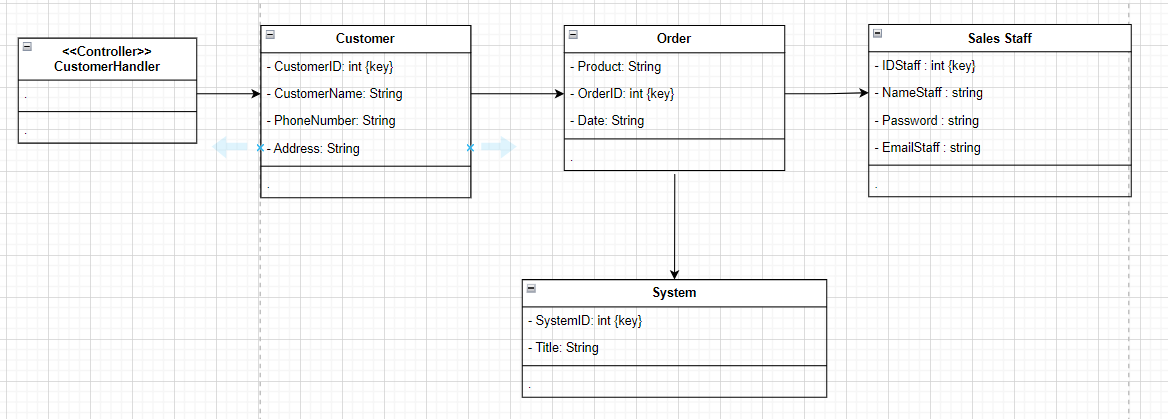 <<Controller>>
CustomerHandler
.
.
Customer
- CustomerID: int {key}
- CustomerName: String
- PhoneNumber: String
- Address: String
.
Order
- Product: String
- OrderID: int {key}
- Date: String
.
Sales Staff
- IDStaff : int {key}
- NameStaff : string
- Password : string
- EmailStaff : string
.
System
- SystemID: int {key}
- Title: String
.